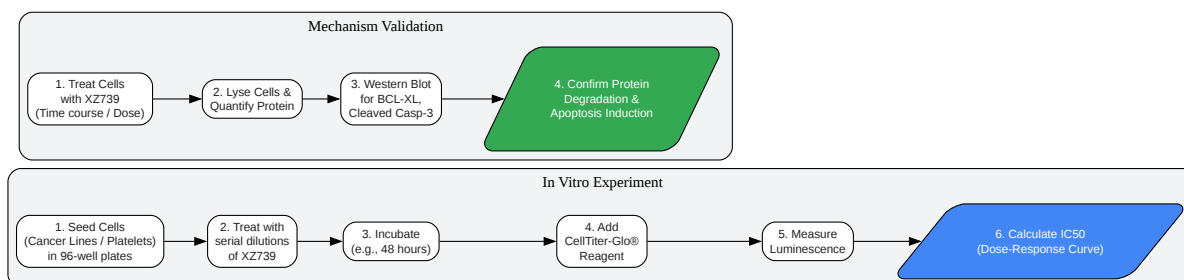 Mechanism Validation
1. Treat Cells
with XZ739
(Time course / Dose)
2. Lyse Cells &
Quantify Protein
3. Western Blot
for BCL-XL,
Cleaved Casp-3
4. Confirm Protein
Degradation &
Apoptosis Induction
In Vitro Experiment
1. Seed Cells
(Cancer Lines / Platelets)
in 96-well plates
2. Treat with
serial dilutions
of XZ739
3. Incubate
(e.g., 48 hours)
4. Add
CellTiter-Glo®
Reagent
5. Measure
Luminescence
6. Calculate IC50
(Dose-Response Curve)